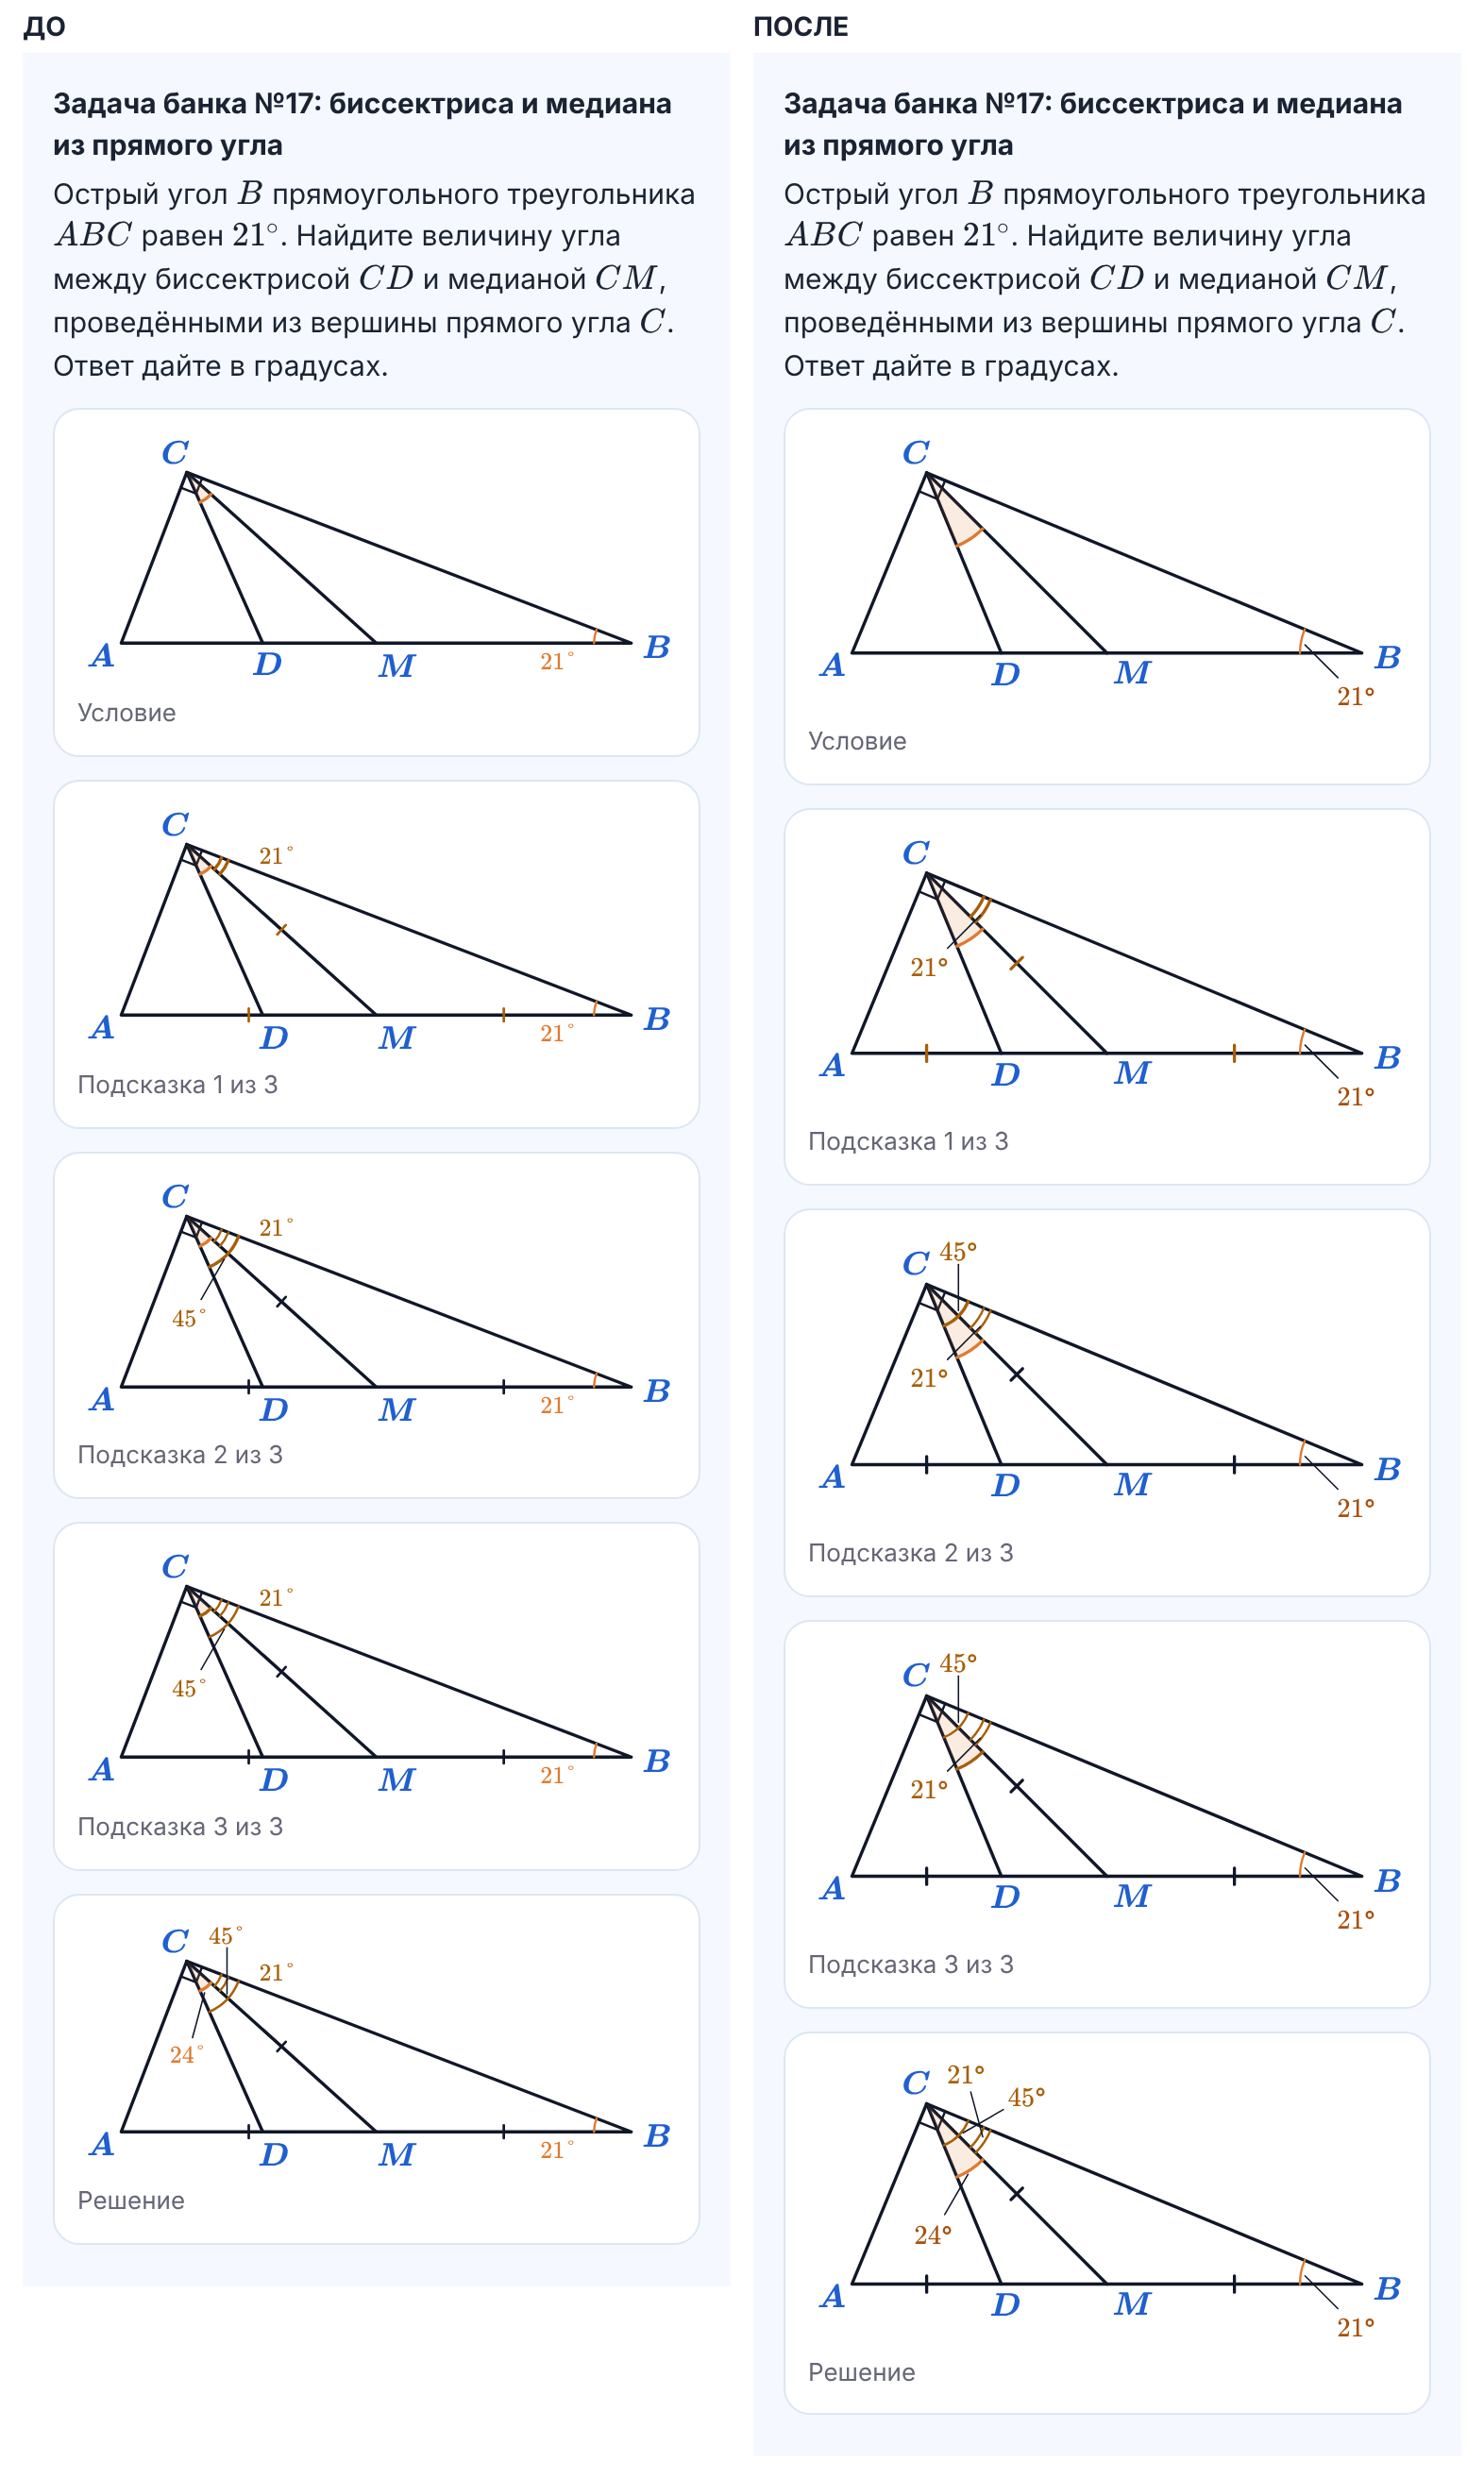 ДО
Задача банка №17: биссектриса и медиана
из прямого угла
Острый угол B прямоугольного треугольника
ABC равен 21°. Найдите величину угла
между биссектрисой CD и медианой CM,
проведёнными из вершины прямого угла C.
Ответ дайте в градусах.
C
A
D
M
21°
B
Условие
C
21°
A
D
M
21°
B
Подсказка 1 из 3
C
21°
45°
A
D
M
21°
B
Подсказка 2 из 3
C
21°
45°
A
D
M
21°
B
Подсказка 3 из 3
C
45°
21°
24°
A
D
M
21°
B
Решение
ПОСЛЕ
Задача банка №17: биссектриса и медиана
из прямого угла
Острый угол B прямоугольного треугольника
ABC равен 21°. Найдите величину угла
между биссектрисой CD и медианой CM,
проведёнными из вершины прямого угла C.
Ответ дайте в градусах.
C
A
D
M
B
21°
Условие
C
21°
A
D
M
B
21°
Подсказка 1 из 3
C
45°
21°
A
D
M
B
21°
Подсказка 2 из 3
C
45°
21°
A
D
M
B
21°
Подсказка 3 из 3
C
21°
45°
24°
A
D
M
B
21°
Решение